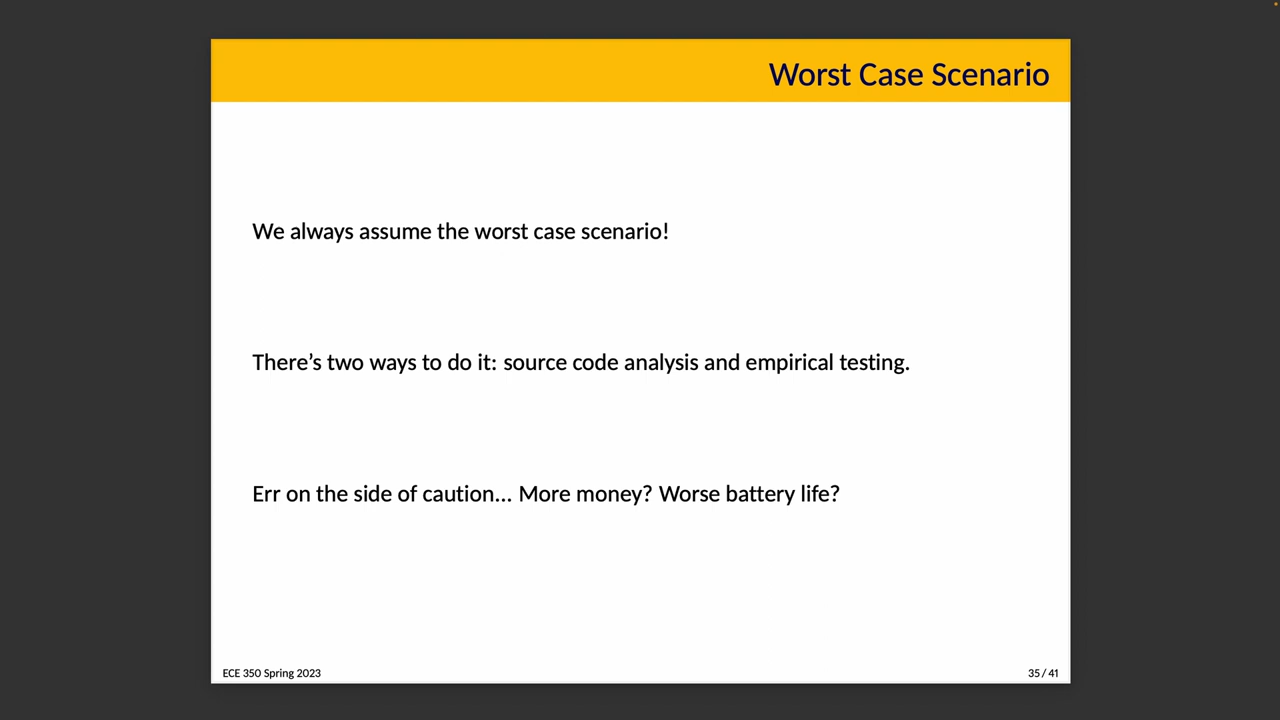 Worst Case Scenario
We always assume the worst case scenario!
There’s two ways to do it: source code analysis and empirical testing.
Err on the side of caution... More money? Worse battery life?
ECE 350 Spring 2023
35 / 41